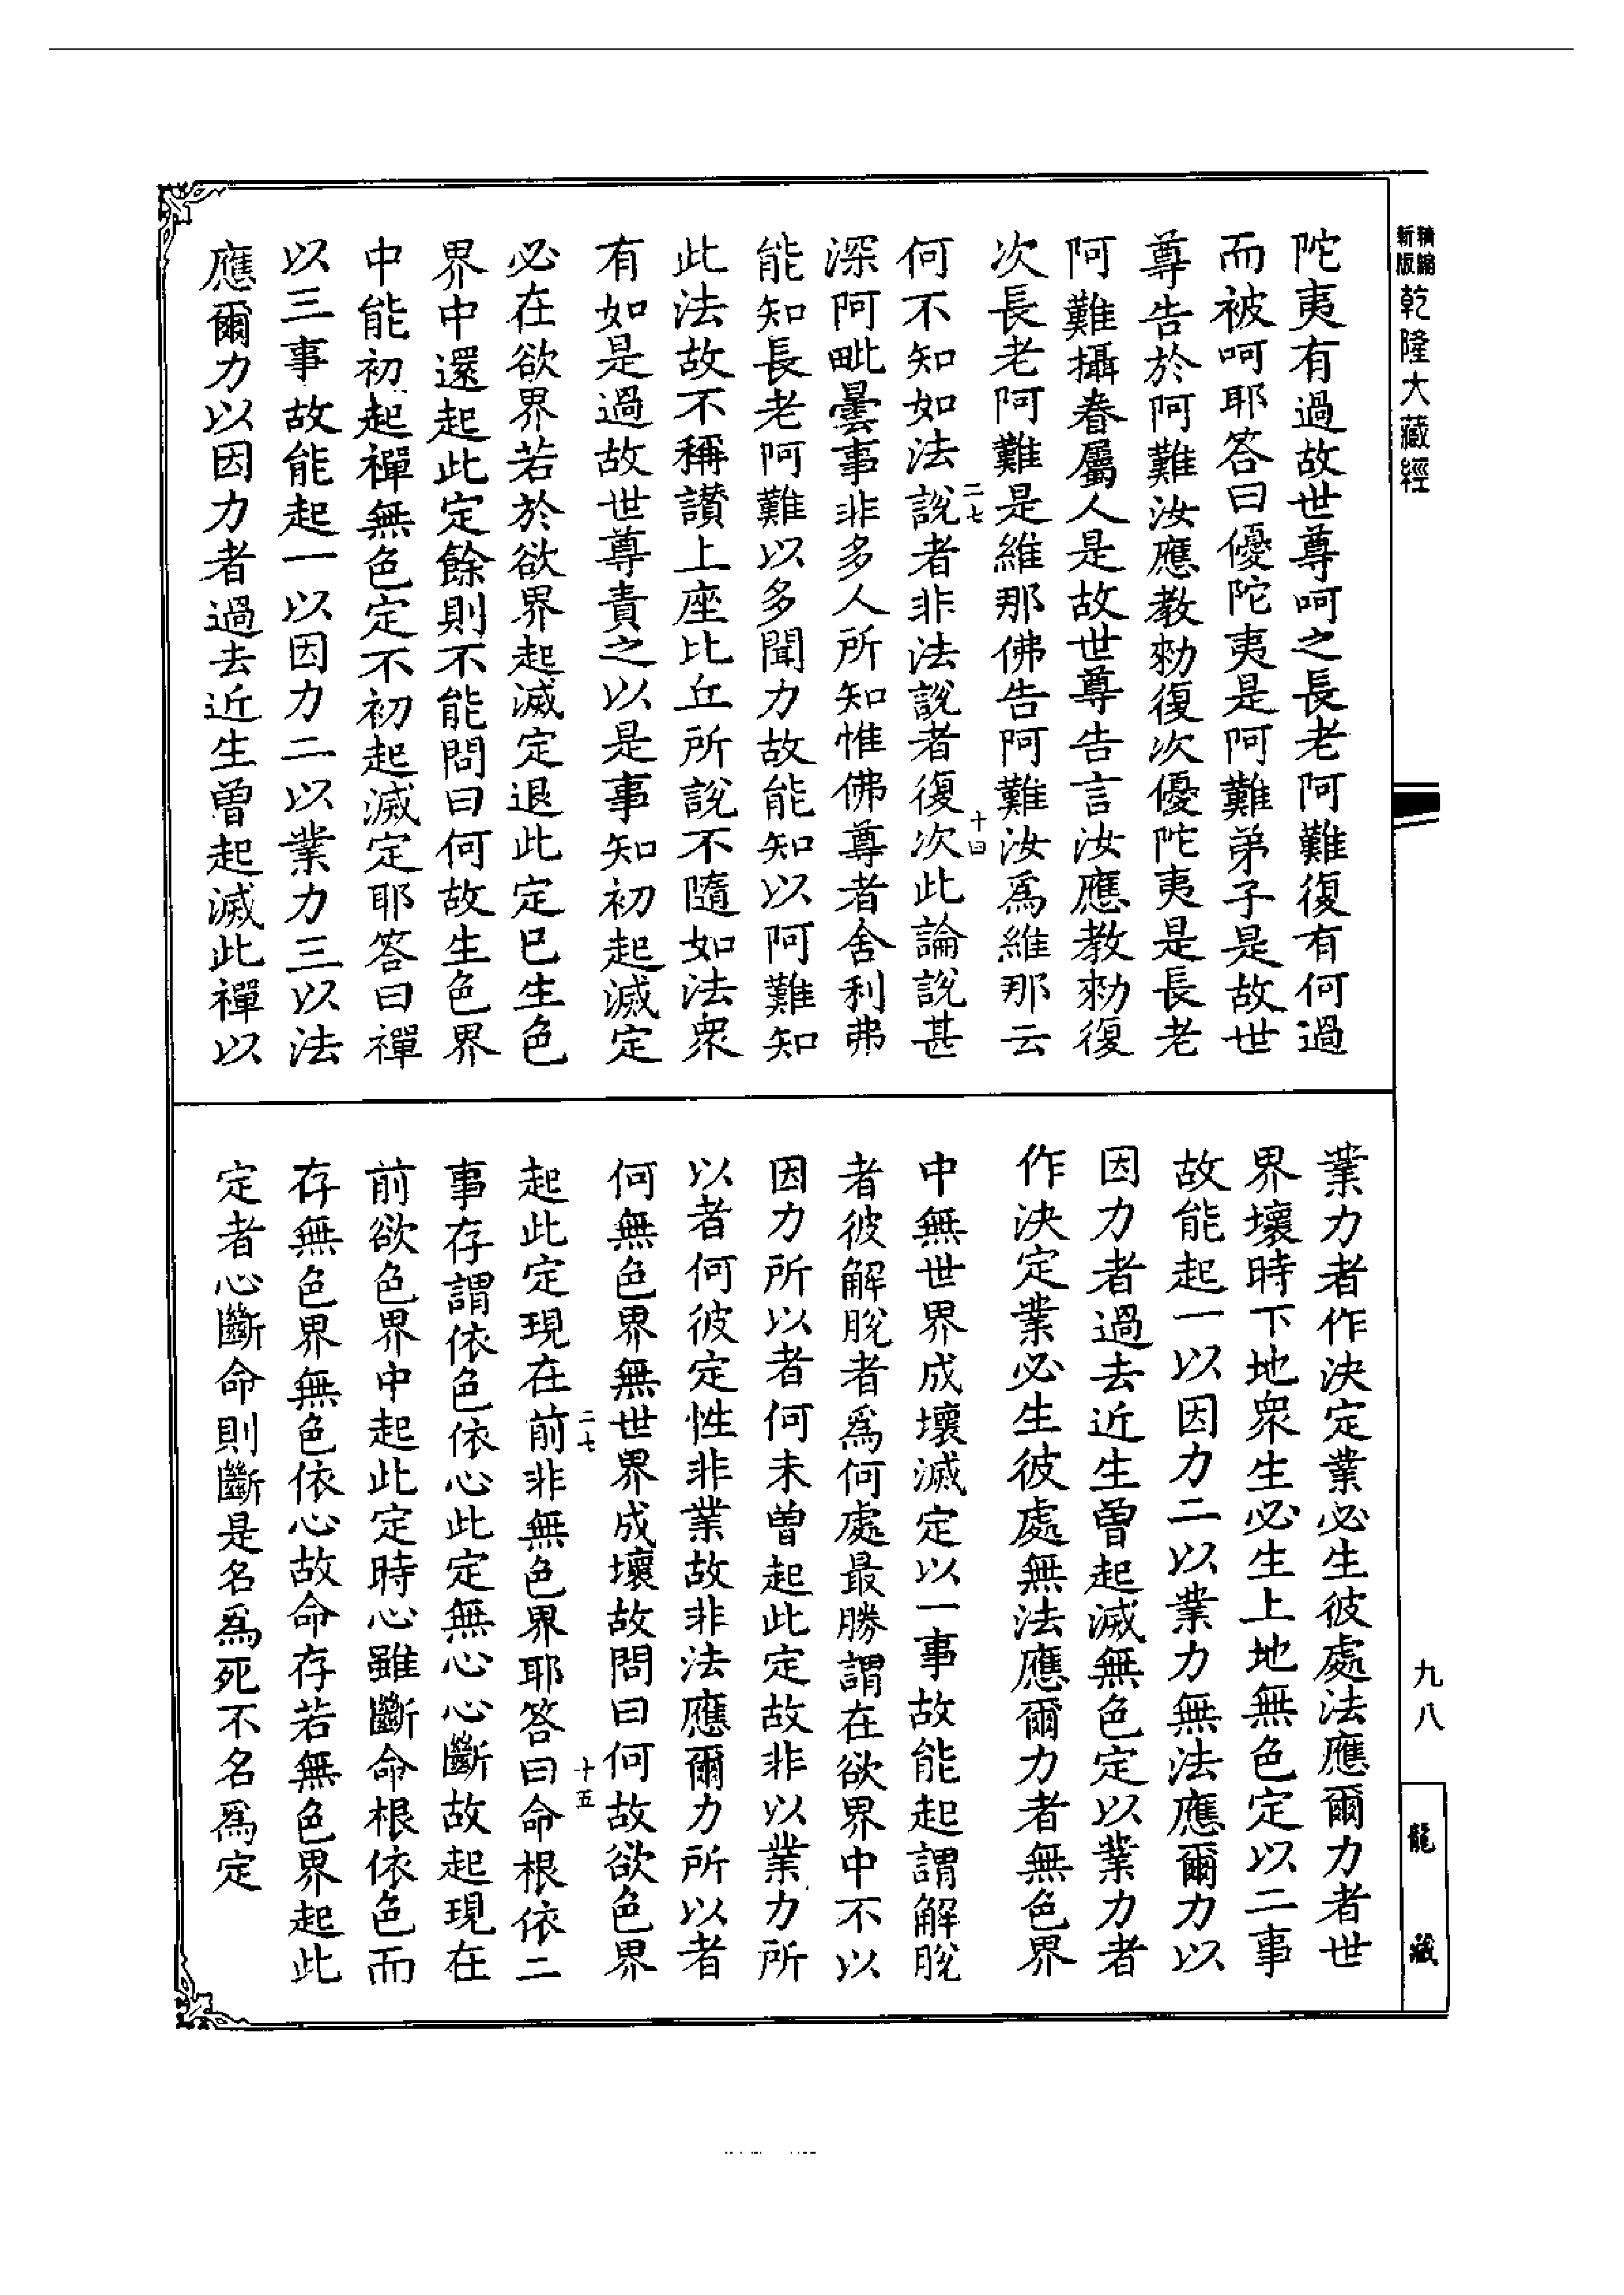 新版 精縮 乾隆大藏經
陀夷有過故世尊呵之長老阿難復有何過
而被呵耶答曰優陀夷是阿難弟子是故世
尊告於阿難汝應教勑復次優陀夷是長老
阿難攝眷屬人是故世尊告言汝應教勑復
次長老阿難是維那佛告阿難汝爲維那云
二七
十四
何不知如法說者非法說者復次此論說甚
深阿毗曇事非多人所知惟佛尊者舍利弗
能知長老阿難以多聞力故能知以阿難知
此法故不稱讚上座比丘所說不隨如法衆
有如是過故世尊責之以是事知初起滅定
必在欲界若於欲界起滅定退此定已生色
界中還起此定餘則不能問曰何故生色界
中能初起禪無色定不初起滅定耶答曰禪
以三事故能起一以因力二以業力三以法
應爾力以因力者過去近生曾起滅此禪以
業力者作決定業必生彼處法應爾力者世
界壞時下地衆生必生上地無色定以二事
故能起一以因力二以業力無法應爾力以
因力者過去近生曾起滅無色定以業力者
作決定業必生彼處無法應爾力者無色界
中無世界成壞滅定以一事故能起謂解脫
者彼解脫者爲何處最勝謂在欲界中不以
因力所以者何未曾起此定故非以業力所
以者何彼定性非業故非法應爾力所以者
何無色界無世界成壞故問曰何故欲色界
二七
十五
起此定現在前非無色界耶答曰命根依二
事存謂依色依心此定無心心斷故起現在
前欲色界中起此定時心雖斷命根依色而
存無色界無色依心故命存若無色界起此
定者心斷命則斷是名爲死不名爲定
九八
龍藏